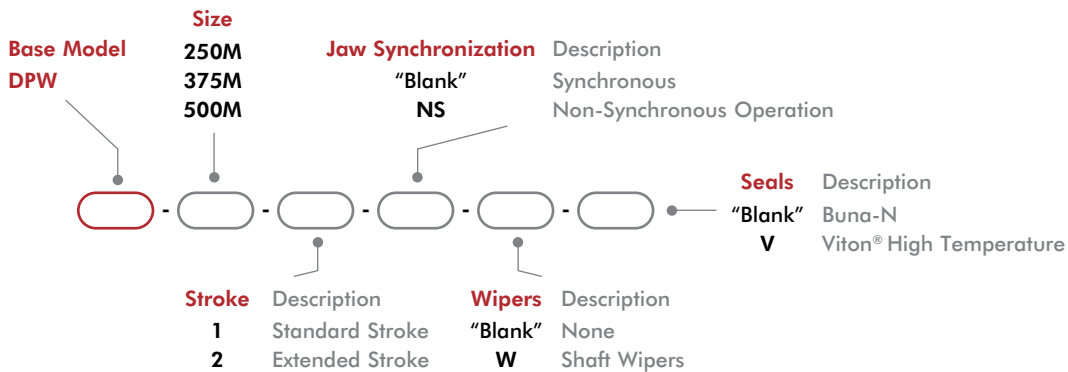 Size
Base Model 250M Jaw Synchronization Description
DPW 375M "Blank" Synchronous
500M NS Non-Synchronous Operation
Seals Description
- - - - - "Blank" Buna-N
V Viton® High Temperature
Stroke Description Wipers Description
1 Standard Stroke "Blank" None
2 Extended Stroke W Shaft Wipers